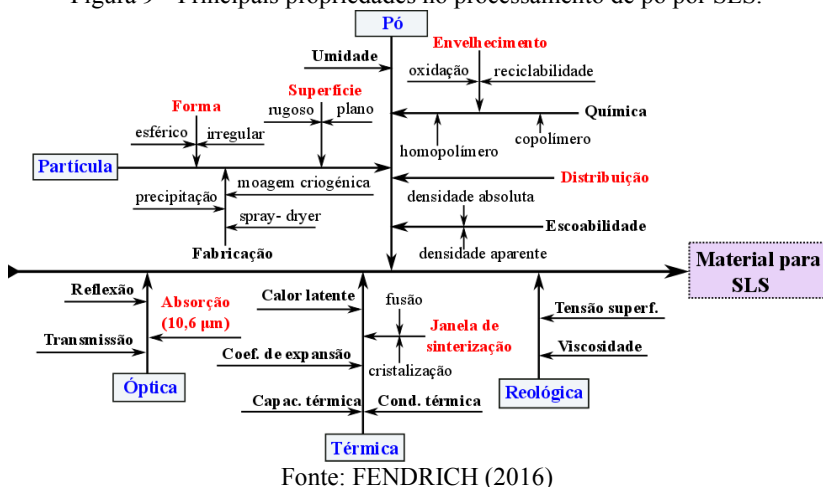 Figura 9 - Principais propriedades no processamento de pó por SLS.
Pó
Umidade
Envelhecimento
oxidação
reciclabilidade
Química
homopolímero
copolímero
Superfície
rugoso
plano
Forma
esférico
irregular
Partícula
precipitação
moagem criogénica
spray- dryer
Fabricação
Distribuição
densidade absoluta
Escoabilidade
densidade aparente
Material para
SLS
Reflexão
Absorção
(10,6 µm)
Transmissão
Óptica
Calor latente
fusão
Janela de
sinterização
Coef. de expansão
cristalização
Capac. térmica
Cond. térmica
Térmica
Tensão superf.
Viscosidade
Reológica
Fonte: FENDRICH (2016)